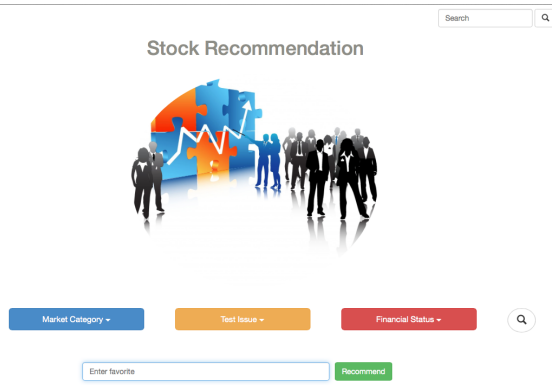 Search
Stock Recommendation
Market Category
Test Issue
Financial Status
Enter favorite
Recommend